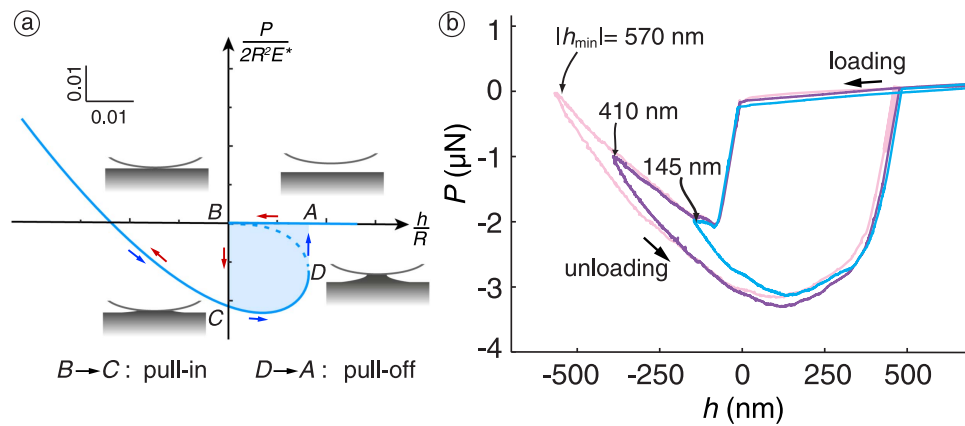 a
P
2R²E*
0.01
0.01
B
A
h
R
D
C
B→C : pull-in
D→A : pull-off
b
|hmin|= 570 nm
loading
410 nm
145 nm
unloading
P (μN)
1
0
-1
-2
-3
-4
-500
-250
0
250
500
h (nm)